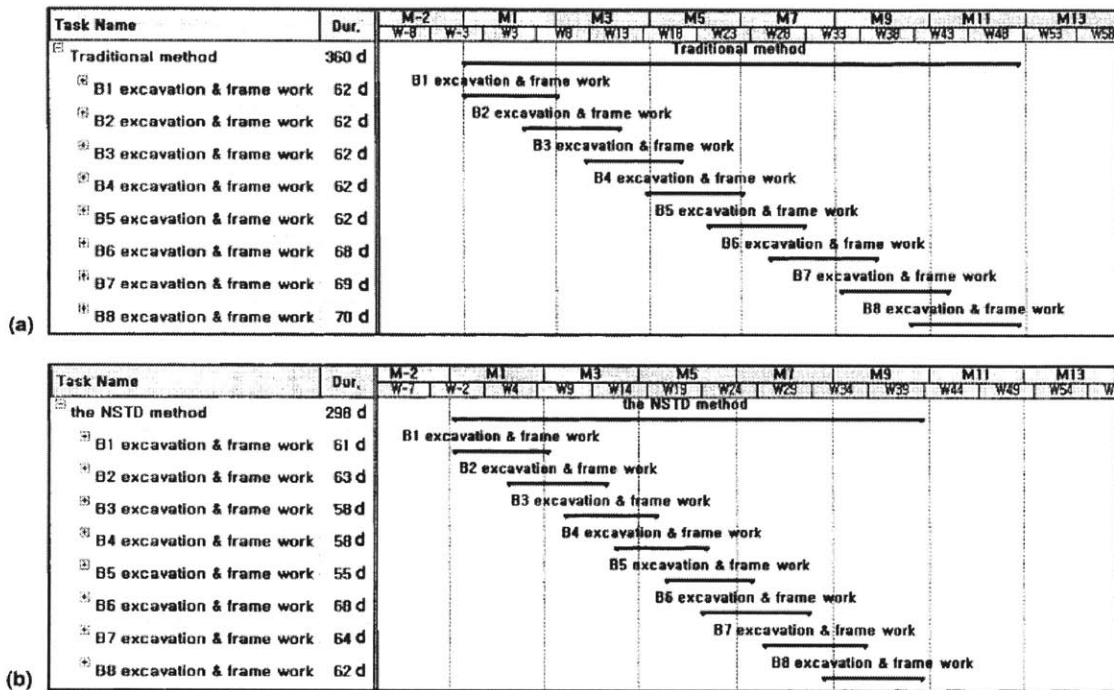 Task Name Dur. M-2 M1 M3 M5 M7 M9 M11 M13
W-8 W-3 W3 W8 W13 W18 W23 W28 W33 W38 W43 W48 W53 W58
Traditional method 360 d Traditional method
B1 excavation & frame work 62 d B1 excavation & frame work
B2 excavation & frame work 62 d B2 excavation & frame work
B3 excavation & frame work 62 d B3 excavation & frame work
B4 excavation & frame work 62 d B4 excavation & frame work
B5 excavation & frame work 62 d B5 excavation & frame work
B6 excavation & frame work 68 d B6 excavation & frame work
B7 excavation & frame work 69 d B7 excavation & frame work
(a) B8 excavation & frame work 70 d B8 excavation & frame work
Task Name Dur. M-2 M1 M3 M5 M7 M9 M11 M13
W-7 W-2 W4 W9 W14 W19 W24 W29 W34 W39 W44 W49 W54 W
the NSTD method 298 d the NSTD method
B1 excavation & frame work 61 d B1 excavation & frame work
B2 excavation & frame work 63 d B2 excavation & frame work
B3 excavation & frame work 58 d B3 excavation & frame work
B4 excavation & frame work 58 d B4 excavation & frame work
B5 excavation & frame work 55 d B5 excavation & frame work
B6 excavation & frame work 68 d B6 excavation & frame work
B7 excavation & frame work 64 d B7 excavation & frame work
(b) B8 excavation & frame work 62 d B8 excavation & frame work